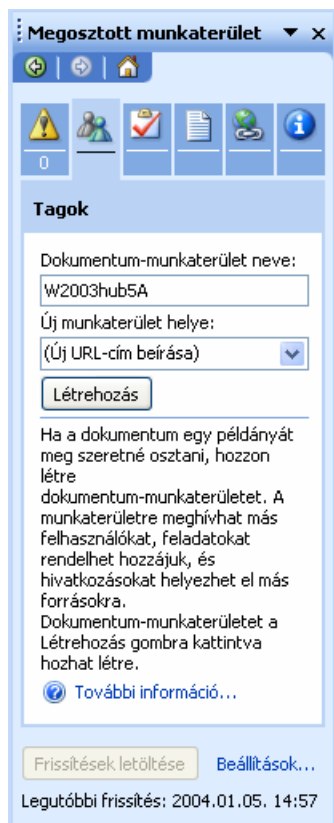 Megosztott munkaterület
0
Tagok
Dokumentum-munkaterület neve:
W2003hub5A
Új munkaterület helye:
(Új URL-cím beírása)
Létrehozás
Ha a dokumentum egy példányát
meg szeretné osztani, hozzon
létre
dokumentum-munkaterületet. A
munkaterületre meghívhat más
felhasználókat, feladatokat
rendelhet hozzájuk, és
hivatkozásokat helyezhet el más
forrásokra.
Dokumentum-munkaterületet a
Létrehozás gombra kattintva
hozhat létre.
További információ...
Frissítések letöltése Beállítások...
Legutóbbi frissítés: 2004.01.05. 14:57